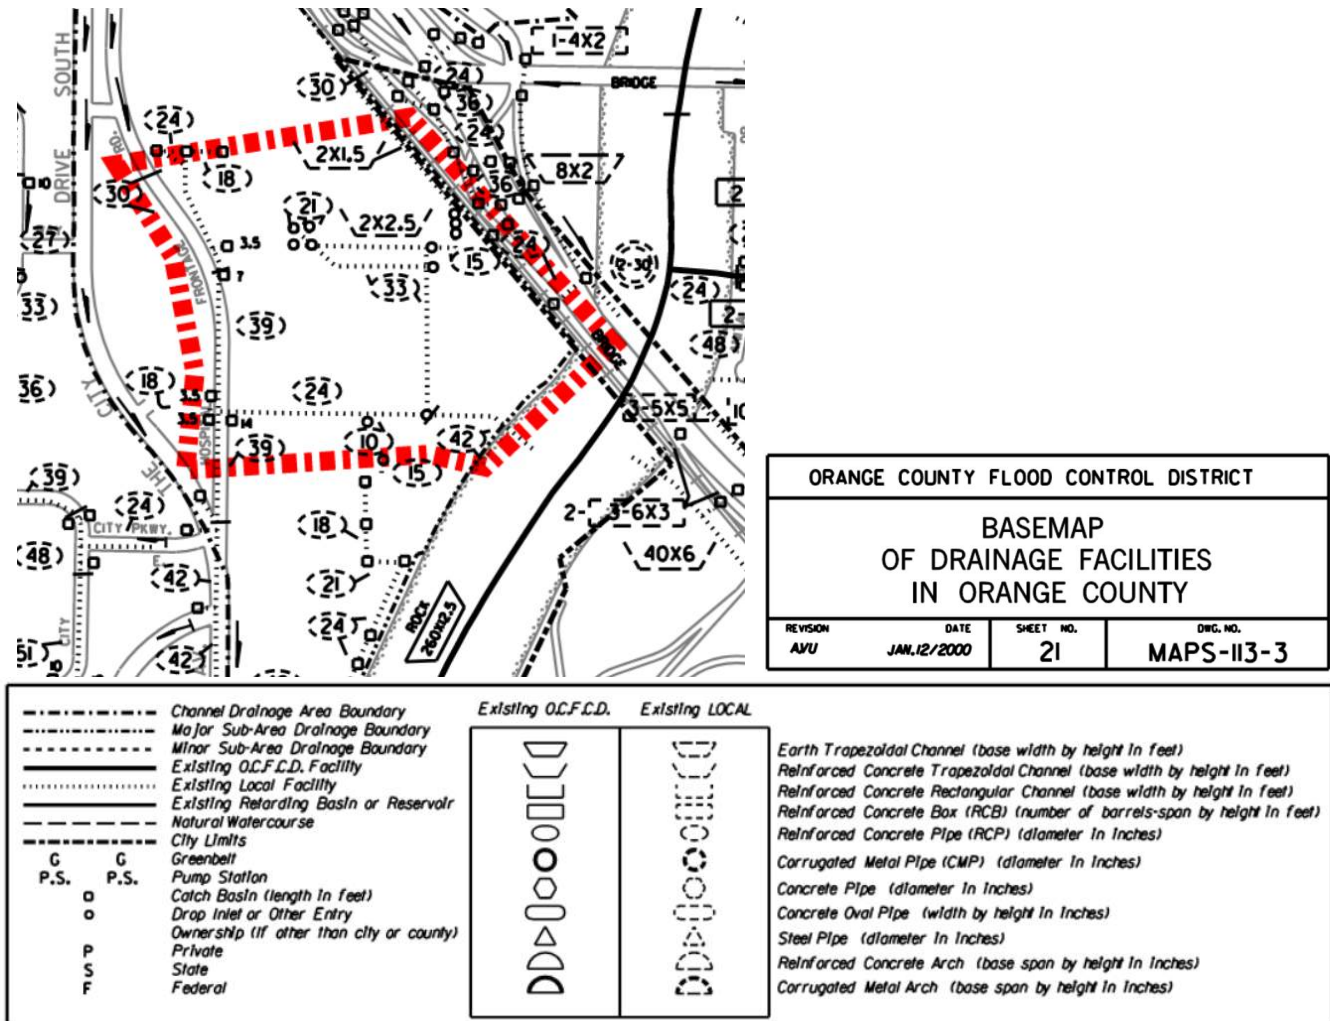 SOUTH
DRIVE
RD.
24
30
1-4X2
24
BRIDGE
36
24
2X1.5
18
30
8X2
36
21
2X2.5
27
3.5
24
15
12-30
7
33
FRONTAGE
24
33
39
BRIDGE
48
36
CITY
18
3.5
24
3-5X5
3.5
14
HOSPITAL
10
42
39
15
THE
39
24
18
2-
3-6X3
CITY PKWY.
48
40X6
42
21
24
ROCK
260X12.5
CITY
51
42
ORANGE COUNTY FLOOD CONTROL DISTRICT
BASEMAP
OF DRAINAGE FACILITIES
IN ORANGE COUNTY
REVISION DATE SHEET NO. DWG. NO.
AVU JAN.12/2000 21 MAPS-113-3
Channel Drainage Area Boundary
Major Sub-Area Drainage Boundary
Minor Sub-Area Drainage Boundary
Existing O.C.F.C.D. Facility
Existing Local Facility
Existing Retarding Basin or Reservoir
Natural Watercourse
City Limits
G G Greenbelt
P.S. P.S. Pump Station
Catch Basin (length in feet)
Drop Inlet or Other Entry
Ownership (if other than city or county)
P Private
S State
F Federal
Existing O.C.F.C.D. Existing LOCAL
Earth Trapezoidal Channel (base width by height in feet)
Reinforced Concrete Trapezoidal Channel (base width by height in feet)
Reinforced Concrete Rectangular Channel (base width by height in feet)
Reinforced Concrete Box (RCB) (number of barrels-span by height in feet)
Reinforced Concrete Pipe (RCP) (diameter in inches)
Corrugated Metal Pipe (CMP) (diameter in inches)
Concrete Pipe (diameter in inches)
Concrete Oval Pipe (width by height in inches)
Steel Pipe (diameter in inches)
Reinforced Concrete Arch (base span by height in inches)
Corrugated Metal Arch (base span by height in inches)